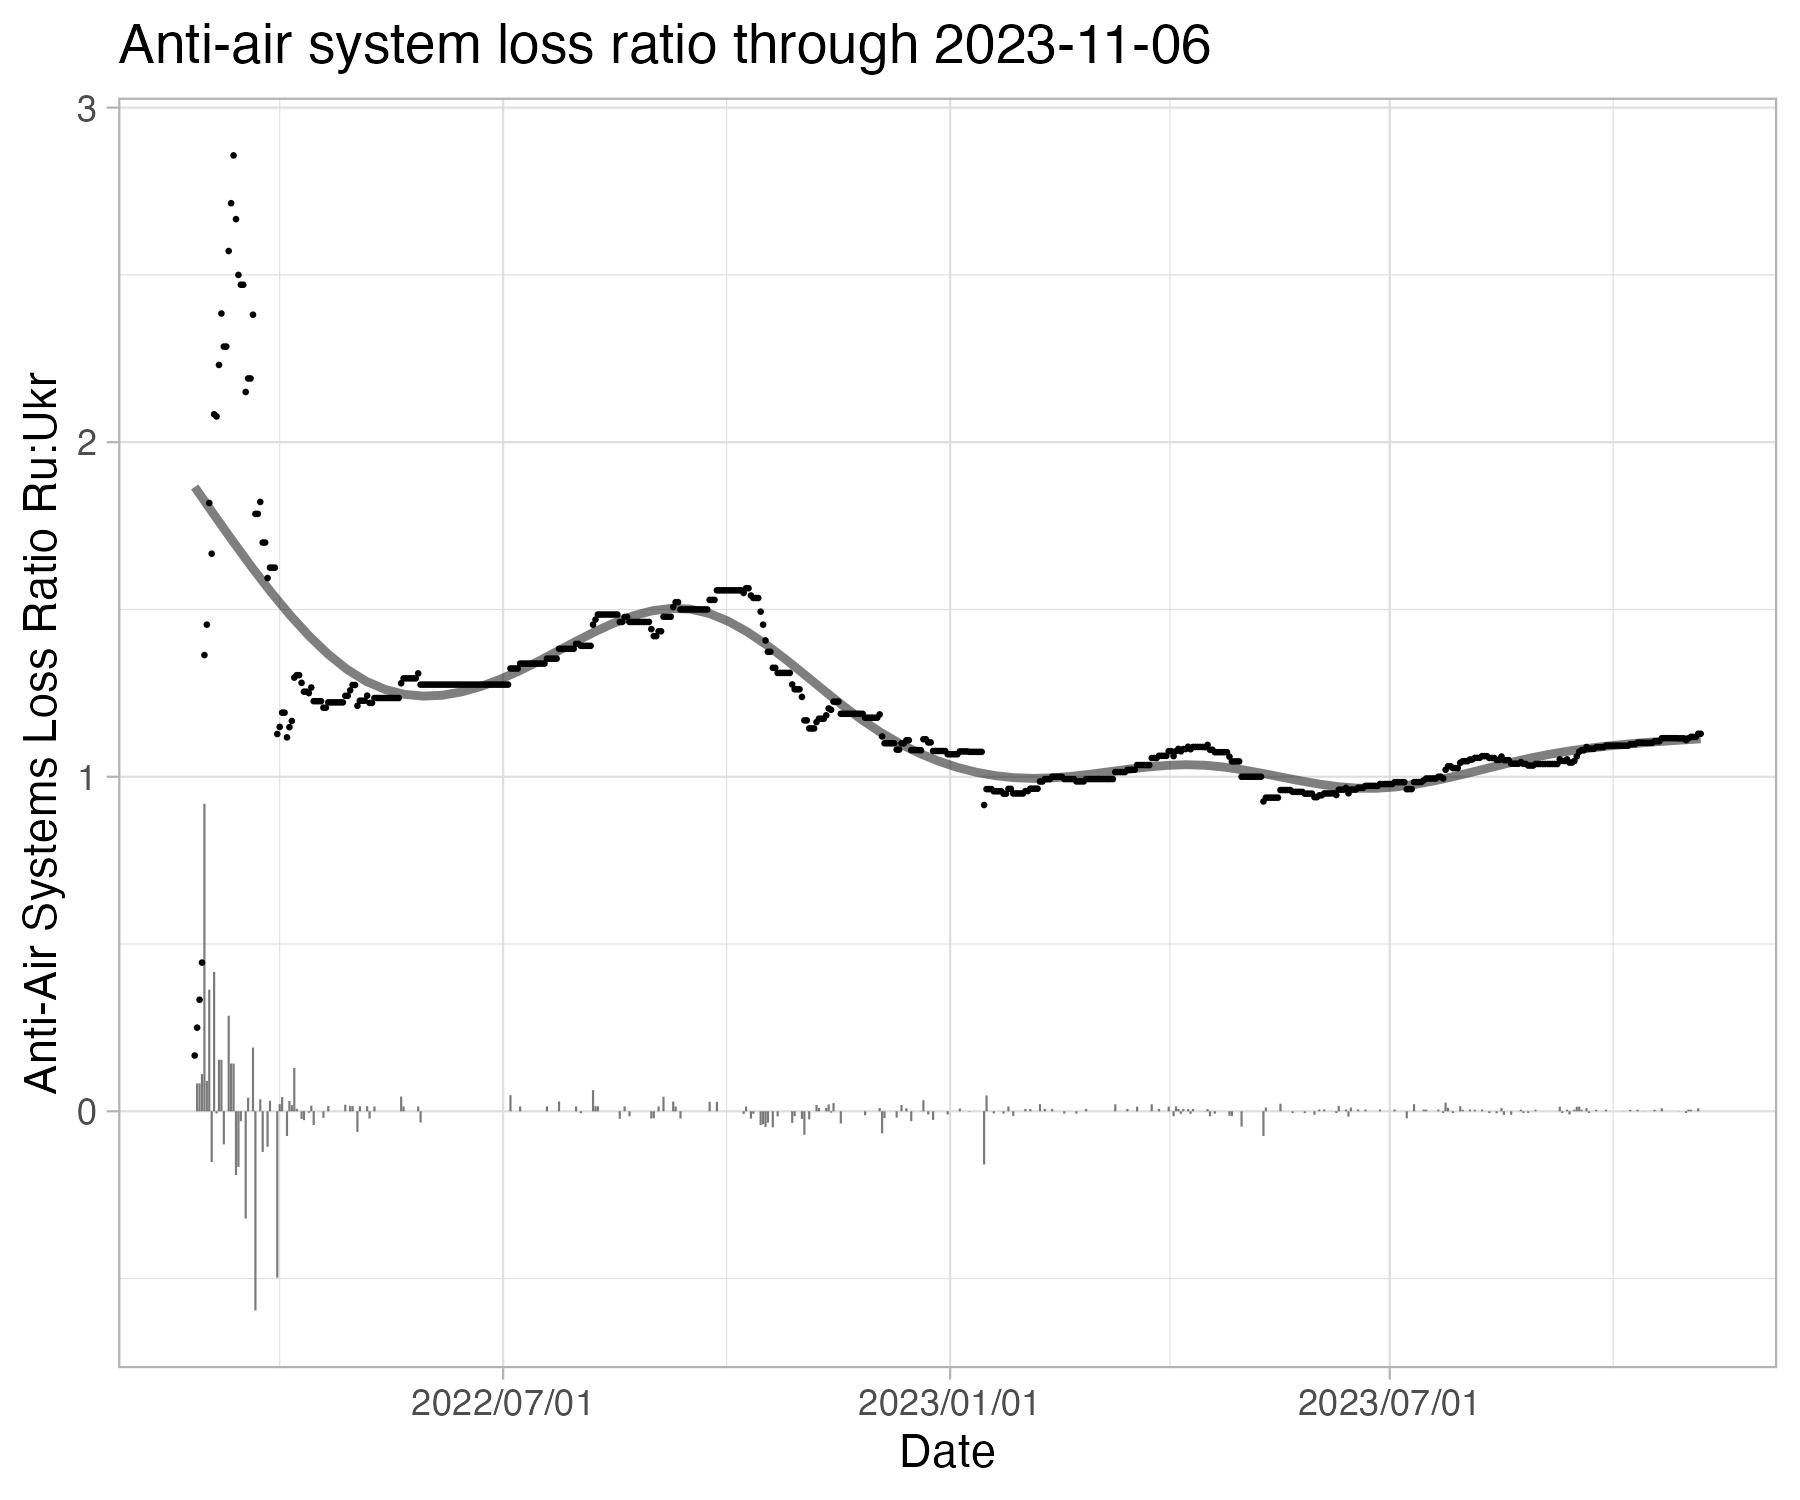 Anti-air system loss ratio through 2023-11-06
Anti-Air Systems Loss Ratio Ru:Ukr
3
2
1
0
2022/07/01
2023/01/01
2023/07/01
Date